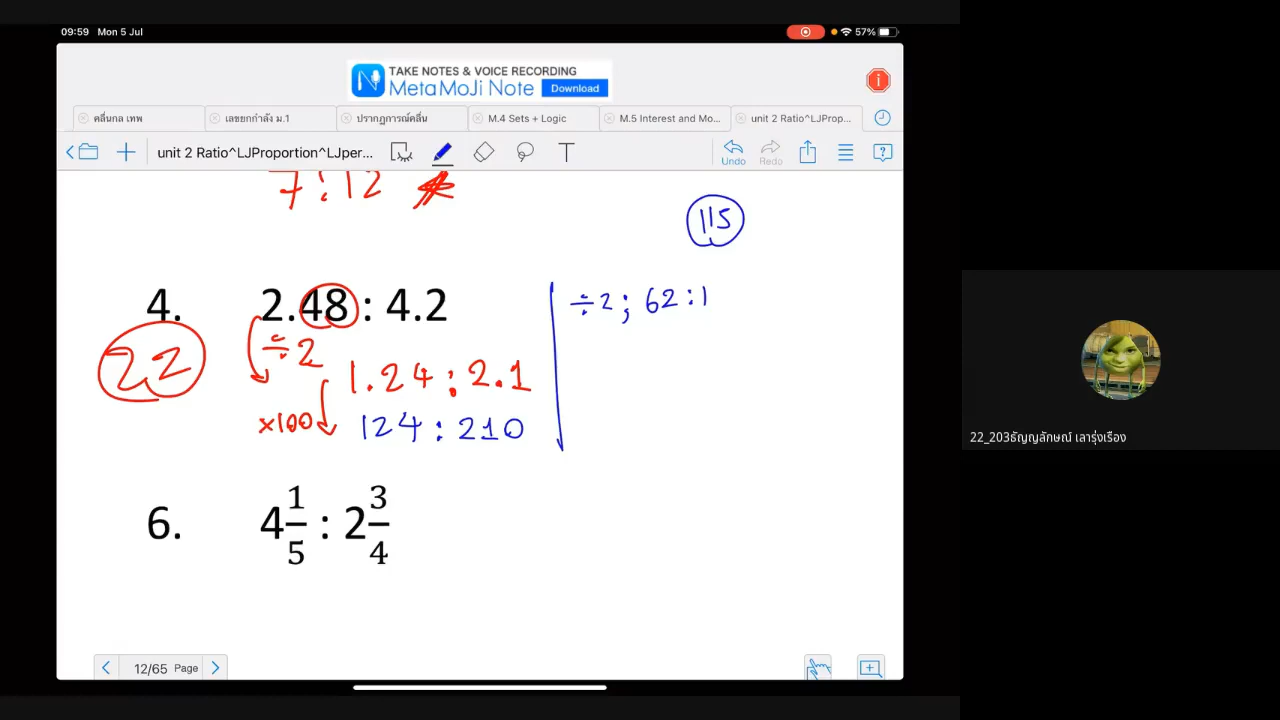 09:59 Mon 5 Jul
57%
TAKE NOTES & VOICE RECORDING
MetaMoJi Note Download
คลื่นกล เทพ
เลขยกกำลัง ม.1
ปรากฏการณ์คลื่น
M.4 Sets + Logic
M.5 Interest and Mo...
unit 2 Ratio^LJProp...
unit 2 Ratio^LJProportion^LJper...
T
Undo
Redo
7 : 12
115
4. 2.48 : 4.2
÷2 ; 62 : 1
22
÷2
1.24 : 2.1
×100
124 : 210
6. 4 1/5 : 2 3/4
12/65 Page
22_203ธัญญลักษณ์ เลารุ่งเรือง